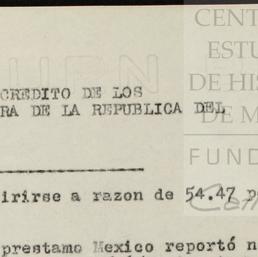 CENT
ESTU
DE HIS
DE M
FUND
CREDITO DE LOS
RA DE LA REPUBLICA DEL
irirse a razon de 54.47 p
prestamo Mexico reportó n